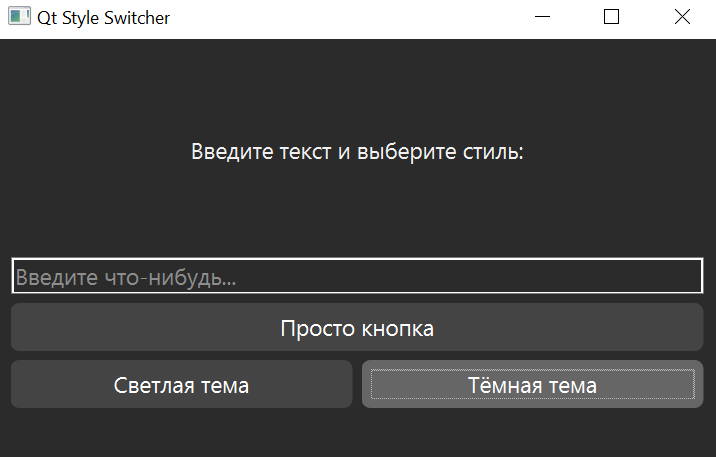 Qt Style Switcher
Введите текст и выберите стиль:
Введите что-нибудь...
Просто кнопка
Светлая тема
Тёмная тема